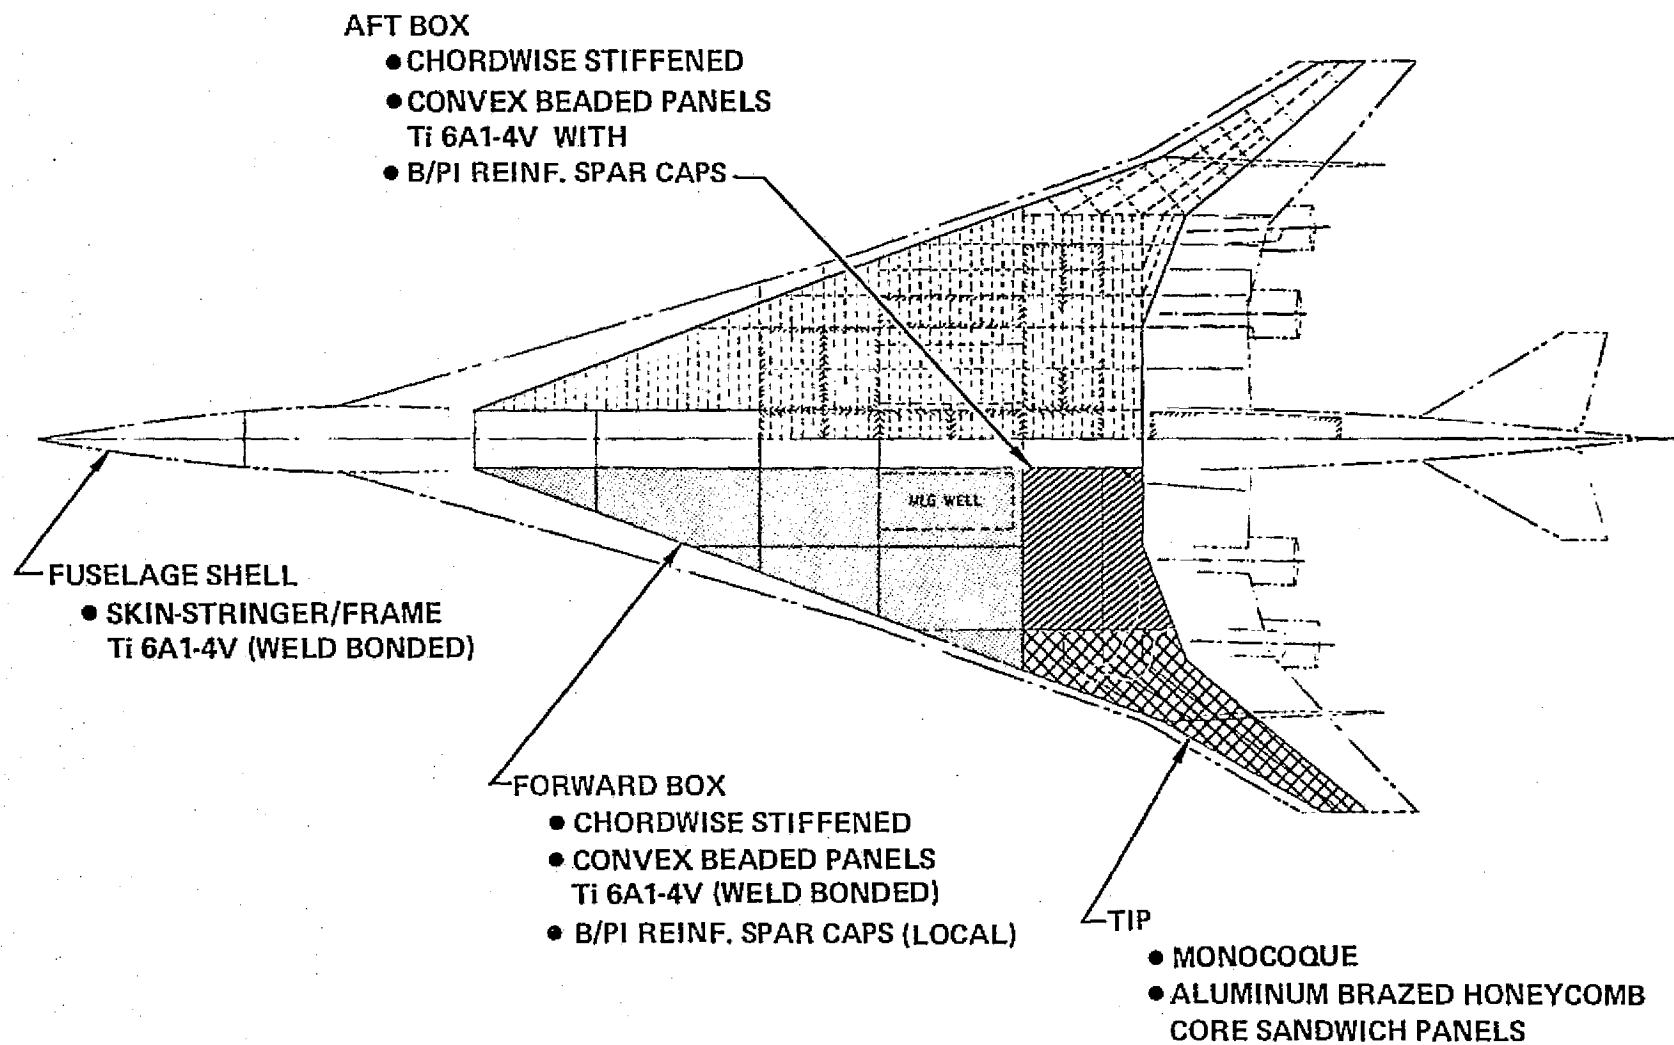 AFT BOX
● CHORDWISE STIFFENED
● CONVEX BEADED PANELS
Ti 6A1-4V WITH
● B/PI REINF. SPAR CAPS
MLG WELL
FUSELAGE SHELL
● SKIN-STRINGER/FRAME
Ti 6A1-4V (WELD BONDED)
FORWARD BOX
● CHORDWISE STIFFENED
● CONVEX BEADED PANELS
Ti 6A1-4V (WELD BONDED)
● B/PI REINF. SPAR CAPS (LOCAL)
TIP
● MONOCOQUE
● ALUMINUM BRAZED HONEYCOMB
CORE SANDWICH PANELS